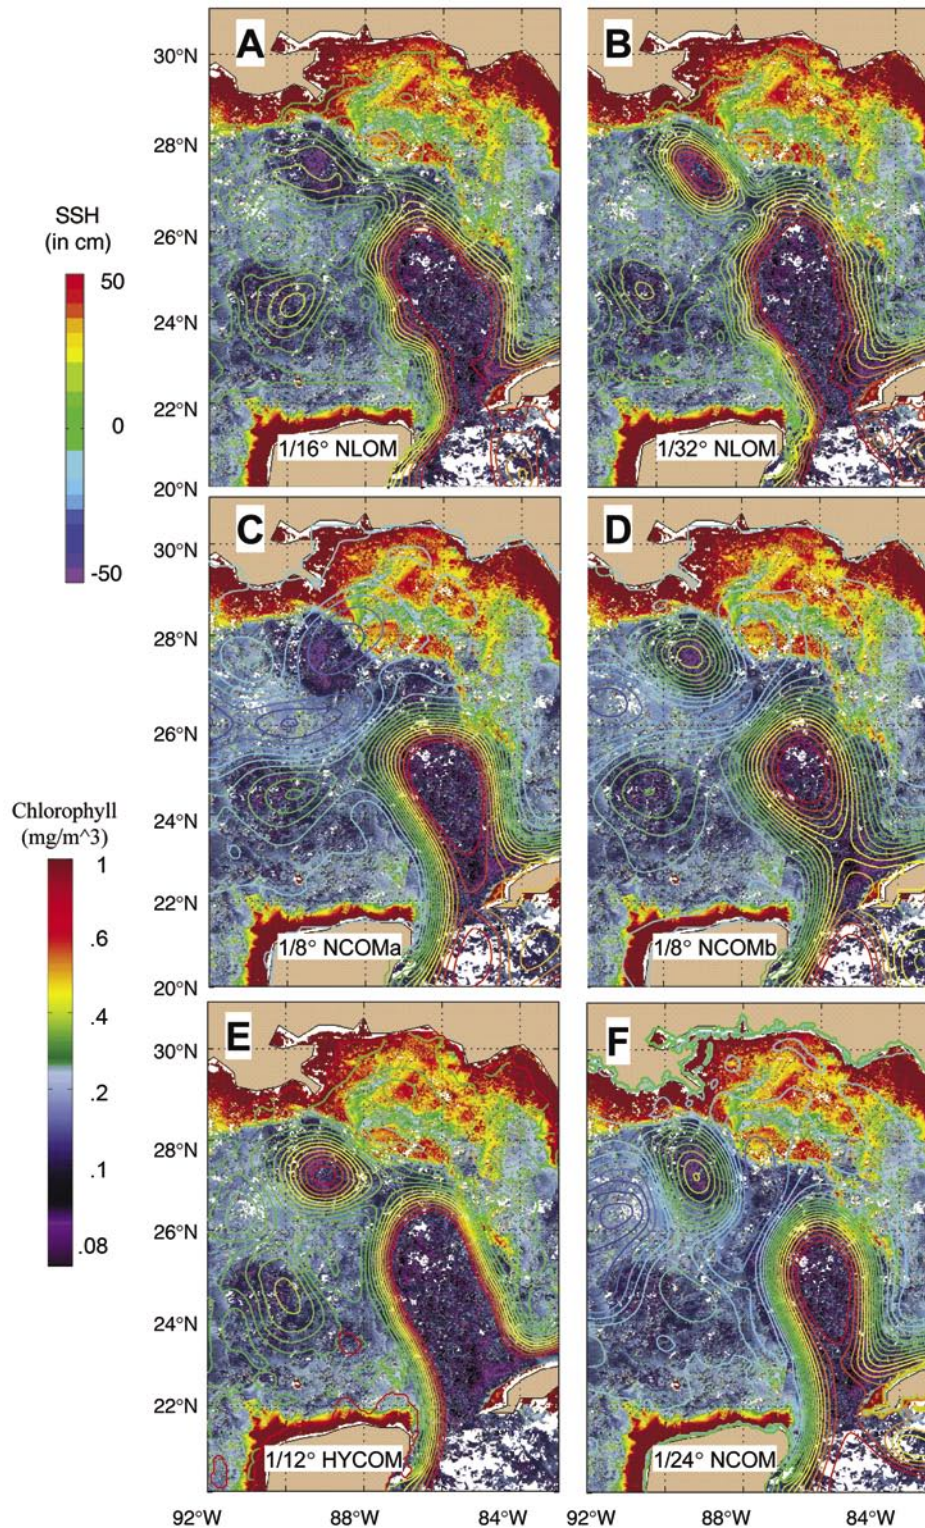 A
B
30°N
28°N
26°N
24°N
22°N
20°N
SSH
(in cm)
50
0
-50
1/16° NLOM
1/32° NLOM
C
D
30°N
28°N
26°N
24°N
22°N
20°N
Chlorophyll
(mg/m^3)
1
.6
.4
.2
.1
.08
1/8° NCOMa
1/8° NCOMb
E
F
30°N
28°N
26°N
24°N
22°N
1/12° HYCOM
1/24° NCOM
92°W
88°W
84°W
92°W
88°W
84°W